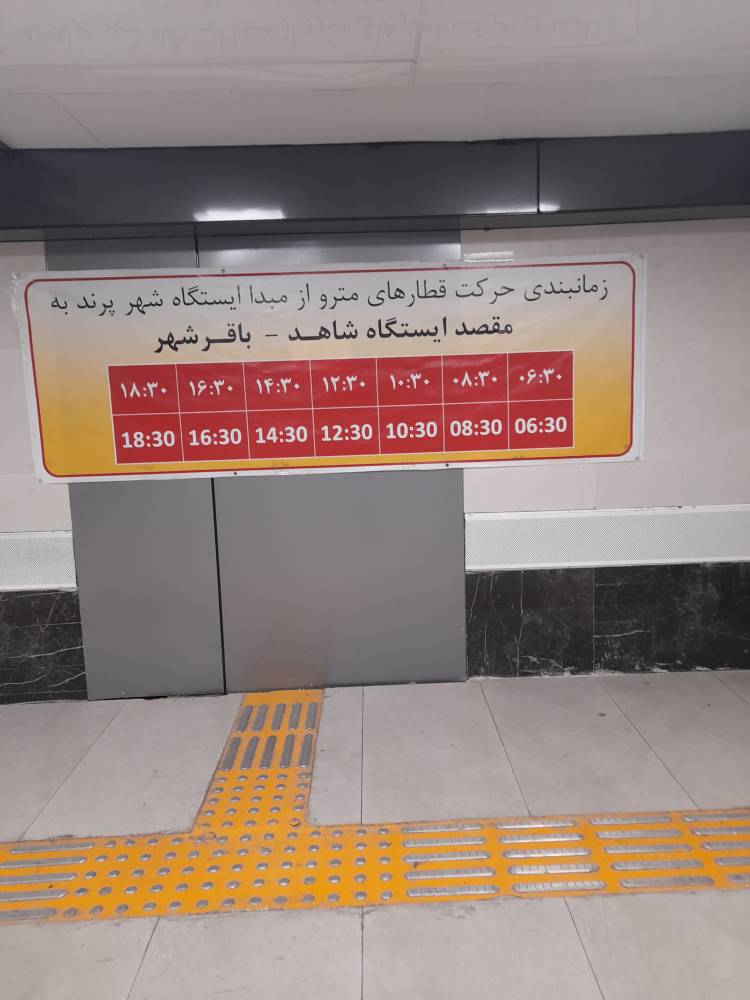 زمانبندی حرکت قطارهای مترو از مبدا ایستگاه شهر پرند به
مقصد ایستگاه شاهد - باقرشهر
۰۶:۳۰ ۰۸:۳۰ ۱۰:۳۰ ۱۲:۳۰ ۱۴:۳۰ ۱۶:۳۰ ۱۸:۳۰
06:30 08:30 10:30 12:30 14:30 16:30 18:30